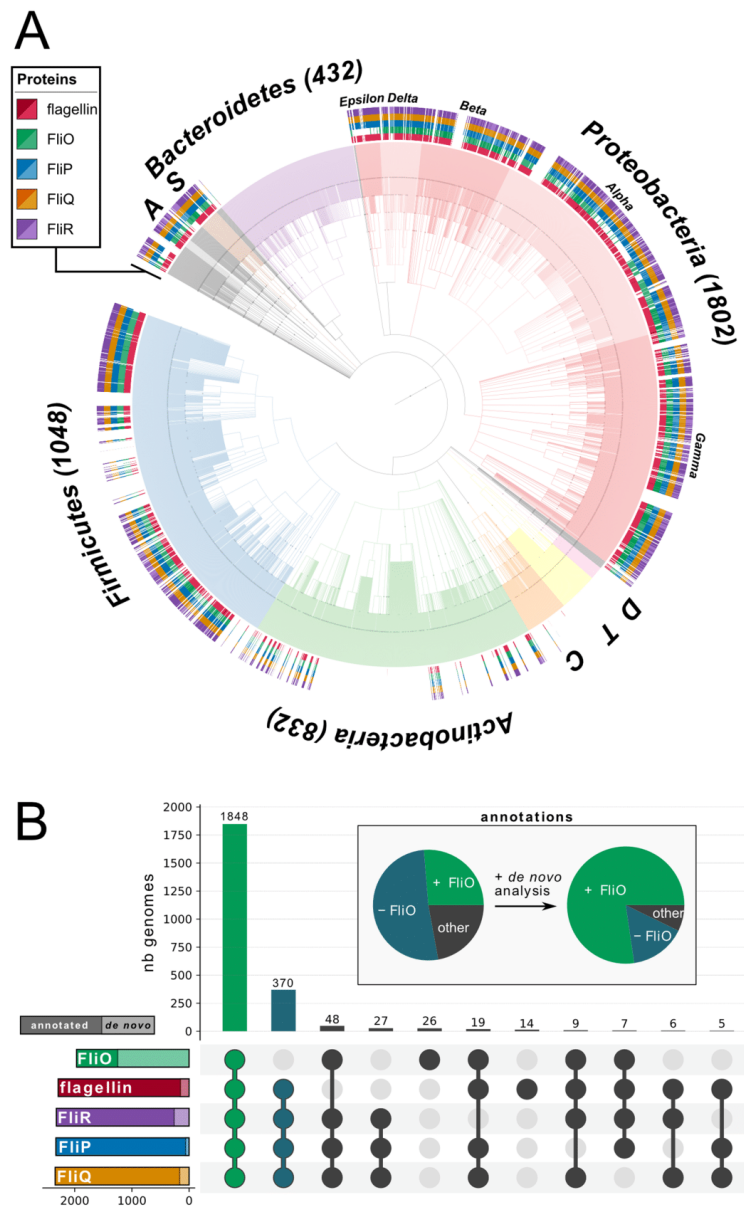 A
Proteins
flagellin
FliO
FliP
FliQ
FliR
A
S
Bacteroidetes (432)
Epsilon
Delta
Beta
Alpha
Proteobacteria (1802)
Gamma
D
T
C
Actinobacteria (832)
Firmicutes (1048)
B
nb genomes
2000
1750
1500
1250
1000
750
500
250
0
1848
370
48
27
26
19
14
9
7
6
5
annotations
+ FliO
− FliO
other
+ de novo
analysis
+ FliO
− FliO
other
annotated
de novo
FliO
flagellin
FliR
FliP
FliQ
2000
1000
0